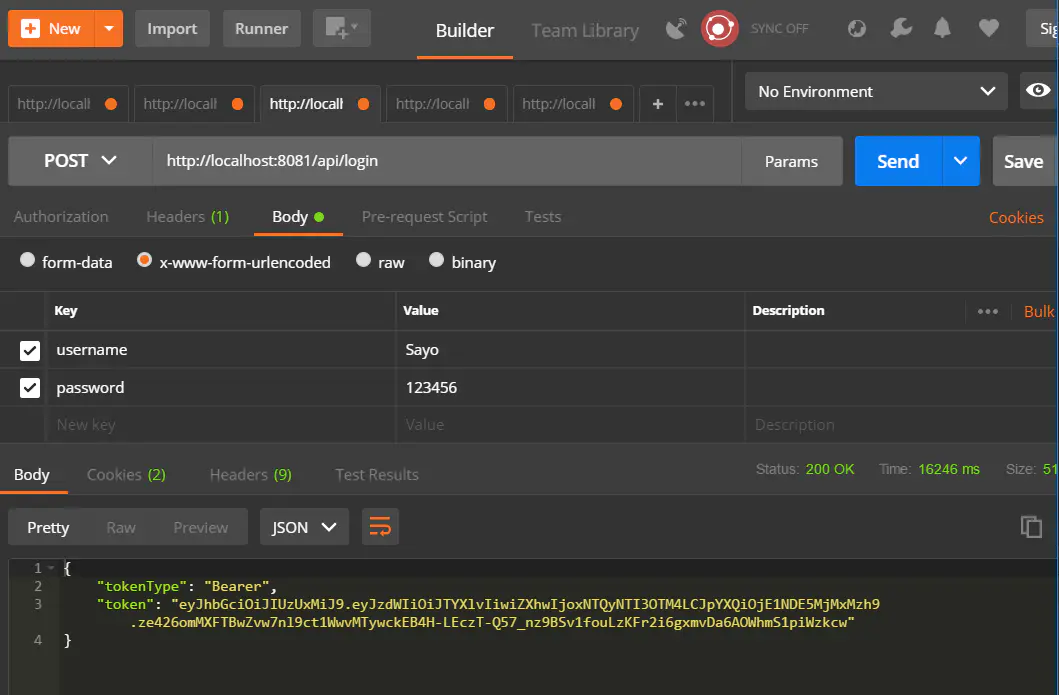 New Import Runner Builder Team Library SYNC OFF Sig
http://locall http://locall http://locall http://locall http://locall + ••• No Environment
POST http://localhost:8081/api/login Params Send Save
Authorization Headers (1) Body Pre-request Script Tests Cookies
form-data x-www-form-urlencoded raw binary
Key Value Description ••• Bulk
username Sayo
password 123456
New key Value Description
Body Cookies (2) Headers (9) Test Results Status: 200 OK Time: 16246 ms Size: 51
Pretty Raw Preview JSON
1 {
2 "tokenType": "Bearer",
3 "token": "eyJhbGciOiJIUzUxMiJ9.eyJzdWIiOiJTYXlvIiwiZXhwIjoxNTQyNTI3OTM4LCJpYXQiOjE1NDE5MjMxMzh9
.ze426omMXFTBwZvw7nl9ct1WwvMTywckEB4H-LEczT-Q57_nz9BSv1fouLzKFr2i6gxmvDa6AOWhmS1piWzkcw"
4 }